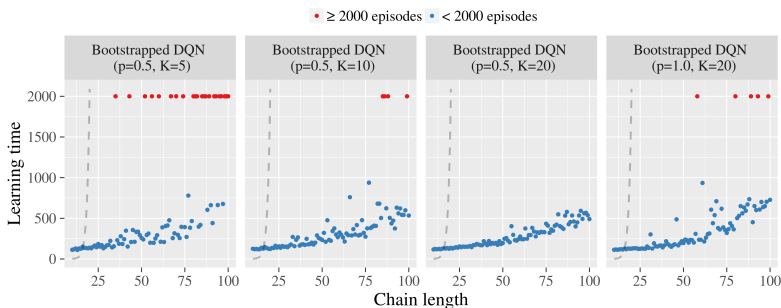 ≥ 2000 episodes < 2000 episodes
Bootstrapped DQN
(p=0.5, K=5)
Bootstrapped DQN
(p=0.5, K=10)
Bootstrapped DQN
(p=0.5, K=20)
Bootstrapped DQN
(p=1.0, K=20)
Learning time
2000
1500
1000
500
0
25 50 75 100 25 50 75 100 25 50 75 100 25 50 75 100
Chain length